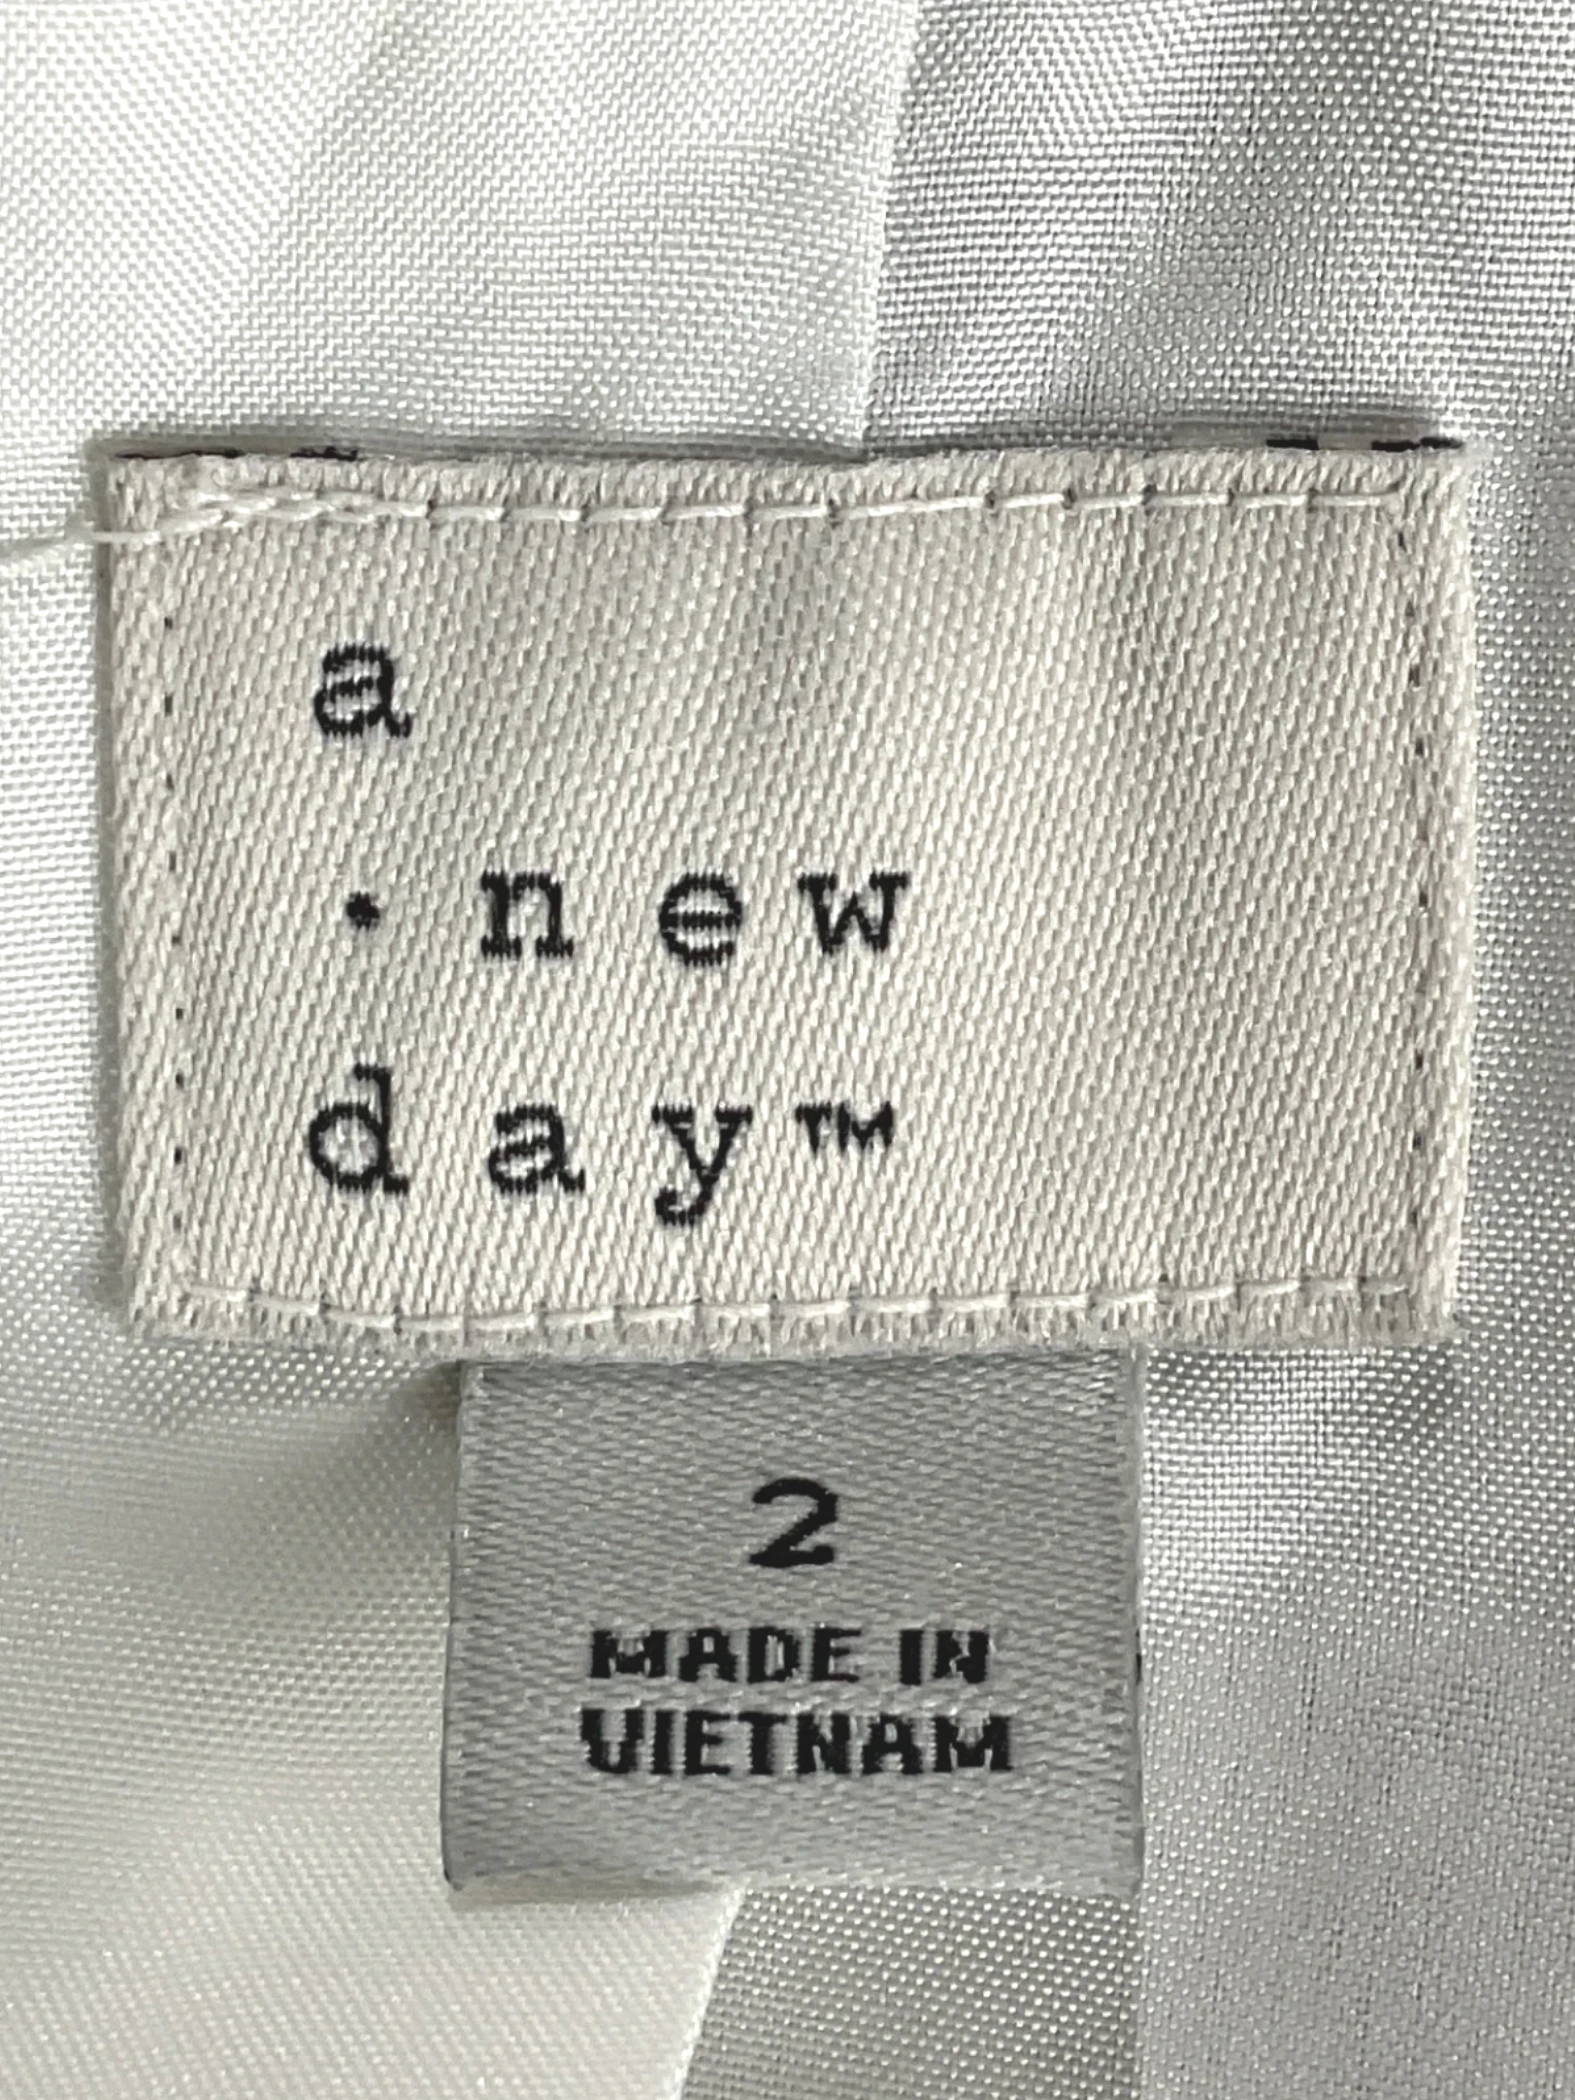 a
·new
day™
2
MADE IN
VIETNAM